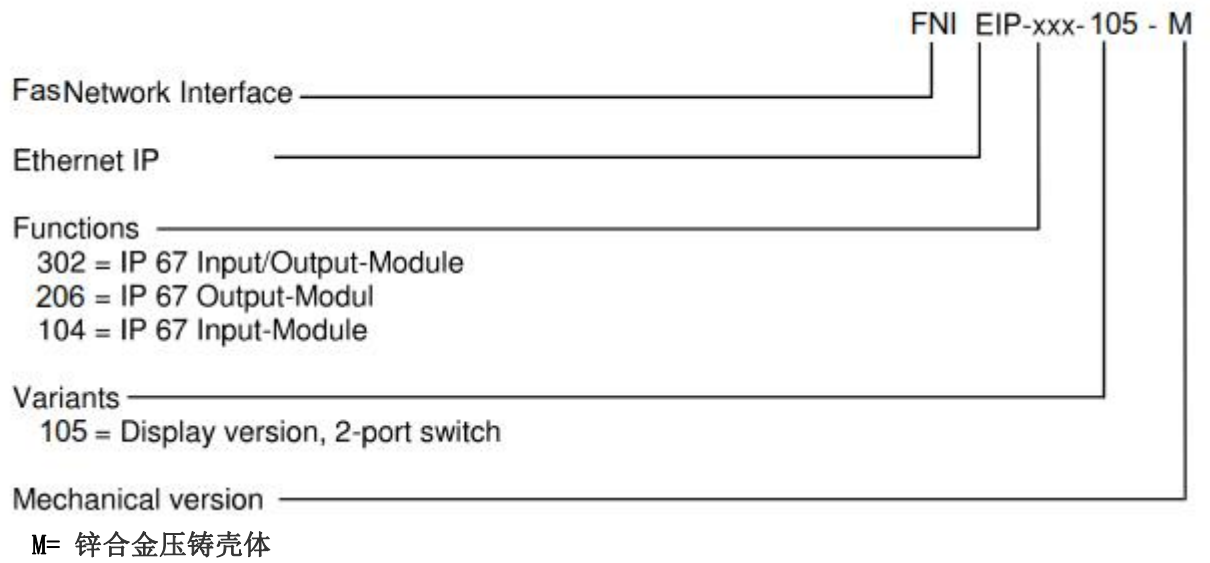 FNI EIP-xxx-105 - M
FasNetwork Interface
Ethernet IP
Functions
302 = IP 67 Input/Output-Module
206 = IP 67 Output-Modul
104 = IP 67 Input-Module
Variants
105 = Display version, 2-port switch
Mechanical version
M= 锌合金压铸壳体